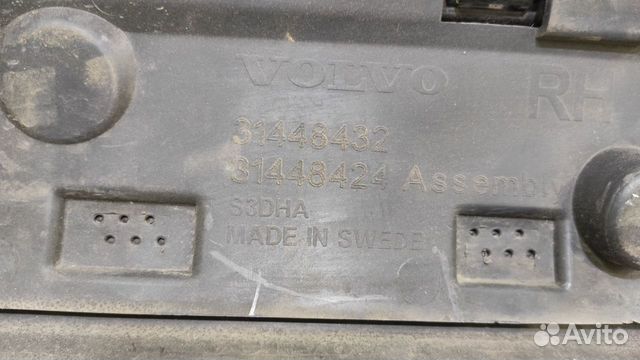 VOLVO
RH
31448432
31448424 Assembly
S3DHA
MADE IN SWEDEN
Avito